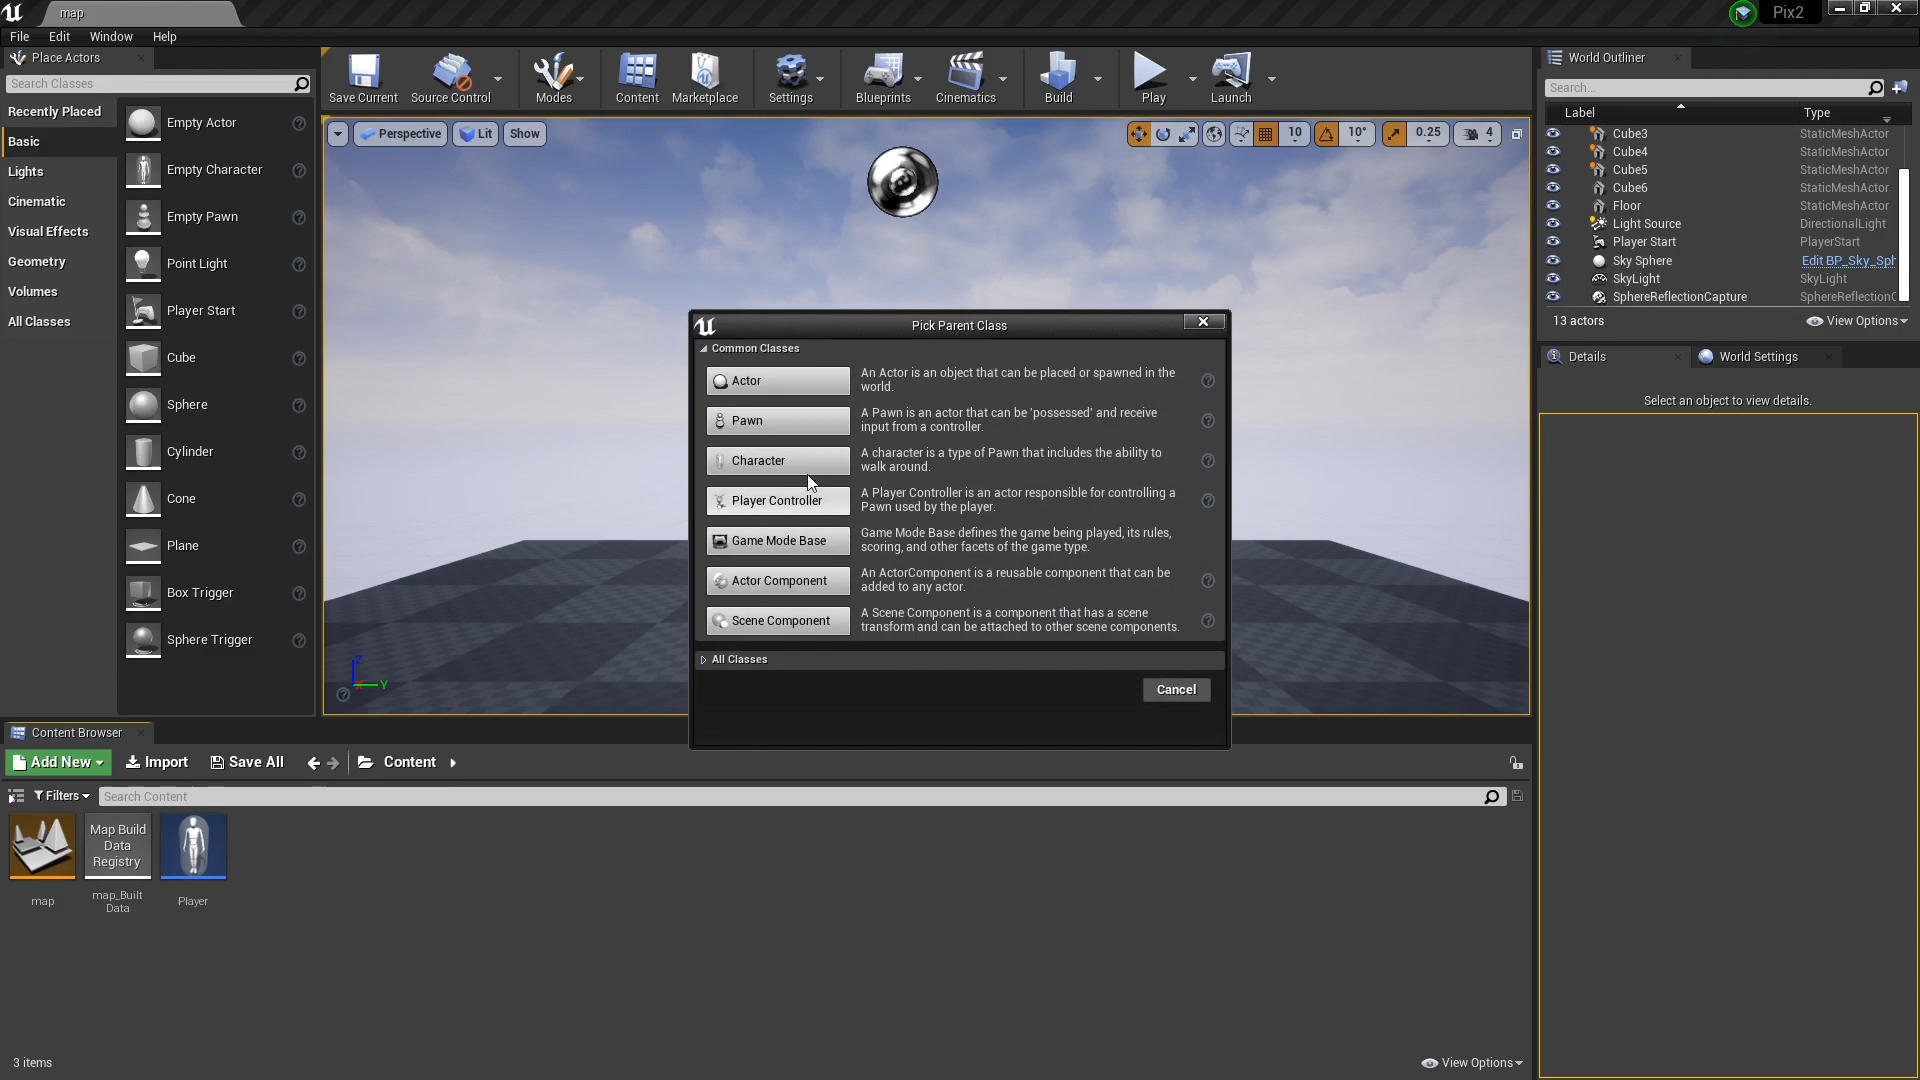 map
Pix2
File
Edit
Window
Help
Place Actors
Search Classes
Recently Placed
Basic
Lights
Cinematic
Visual Effects
Geometry
Volumes
All Classes
Empty Actor
Empty Character
Empty Pawn
Point Light
Player Start
Cube
Sphere
Cylinder
Cone
Plane
Box Trigger
Sphere Trigger
Save Current
Source Control
Modes
Content
Marketplace
Settings
Blueprints
Cinematics
Build
Play
Launch
Perspective
Lit
Show
10
10°
0.25
4
Z
X
Y
Pick Parent Class
Common Classes
Actor
An Actor is an object that can be placed or spawned in the
world.
Pawn
A Pawn is an actor that can be 'possessed' and receive
input from a controller.
Character
A character is a type of Pawn that includes the ability to
walk around.
Player Controller
A Player Controller is an actor responsible for controlling a
Pawn used by the player.
Game Mode Base
Game Mode Base defines the game being played, its rules,
scoring, and other facets of the game type.
Actor Component
An ActorComponent is a reusable component that can be
added to any actor.
Scene Component
A Scene Component is a component that has a scene
transform and can be attached to other scene components.
All Classes
Cancel
World Outliner
Search...
Label
Type
Cube3 StaticMeshActor
Cube4 StaticMeshActor
Cube5 StaticMeshActor
Cube6 StaticMeshActor
Floor StaticMeshActor
Light Source DirectionalLight
Player Start PlayerStart
Sky Sphere Edit BP_Sky_Sph
SkyLight SkyLight
SphereReflectionCapture SphereReflectionC
13 actors
View Options
Details
World Settings
Select an object to view details.
Content Browser
Add New
Import
Save All
Content
Filters
Search Content
Map Build
Data
Registry
map
map_Built
Data
Player
3 items
View Options